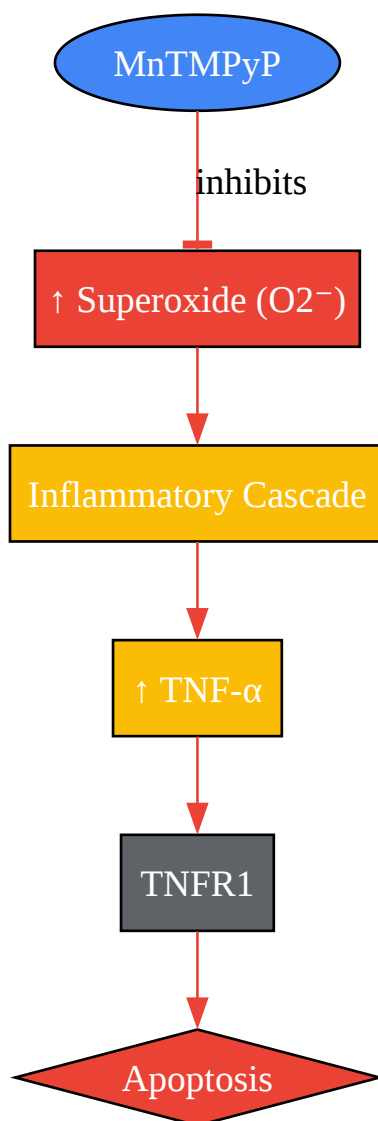 MnTMPyP
inhibits
↑ Superoxide (O2⁻)
Inflammatory Cascade
↑ TNF-α
TNFR1
Apoptosis